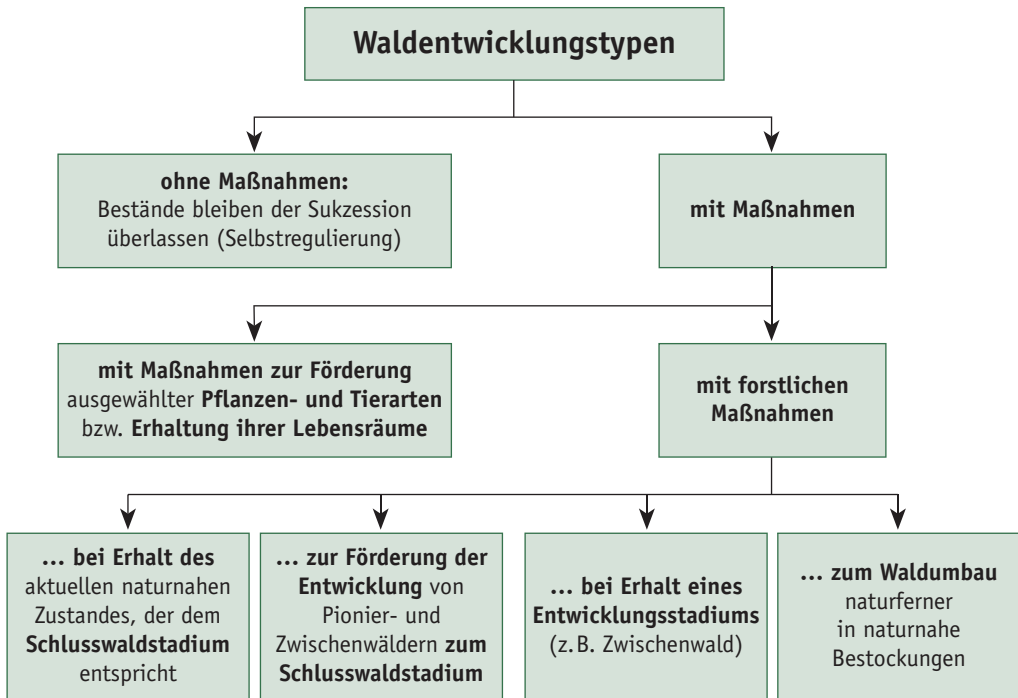 Waldentwicklungstypen
ohne Maßnahmen:
Bestände bleiben der Sukzession
überlassen (Selbstregulierung)
mit Maßnahmen
mit Maßnahmen zur Förderung
ausgewählter Pflanzen- und Tierarten
bzw. Erhaltung ihrer Lebensräume
mit forstlichen
Maßnahmen
... bei Erhalt des
aktuellen naturnahen
Zustandes, der dem
Schlusswaldstadium
entspricht
... zur Förderung der
Entwicklung von
Pionier- und
Zwischenwäldern zum
Schlusswaldstadium
... bei Erhalt eines
Entwicklungsstadiums
(z. B. Zwischenwald)
... zum Waldumbau
naturferner
in naturnahe
Bestockungen